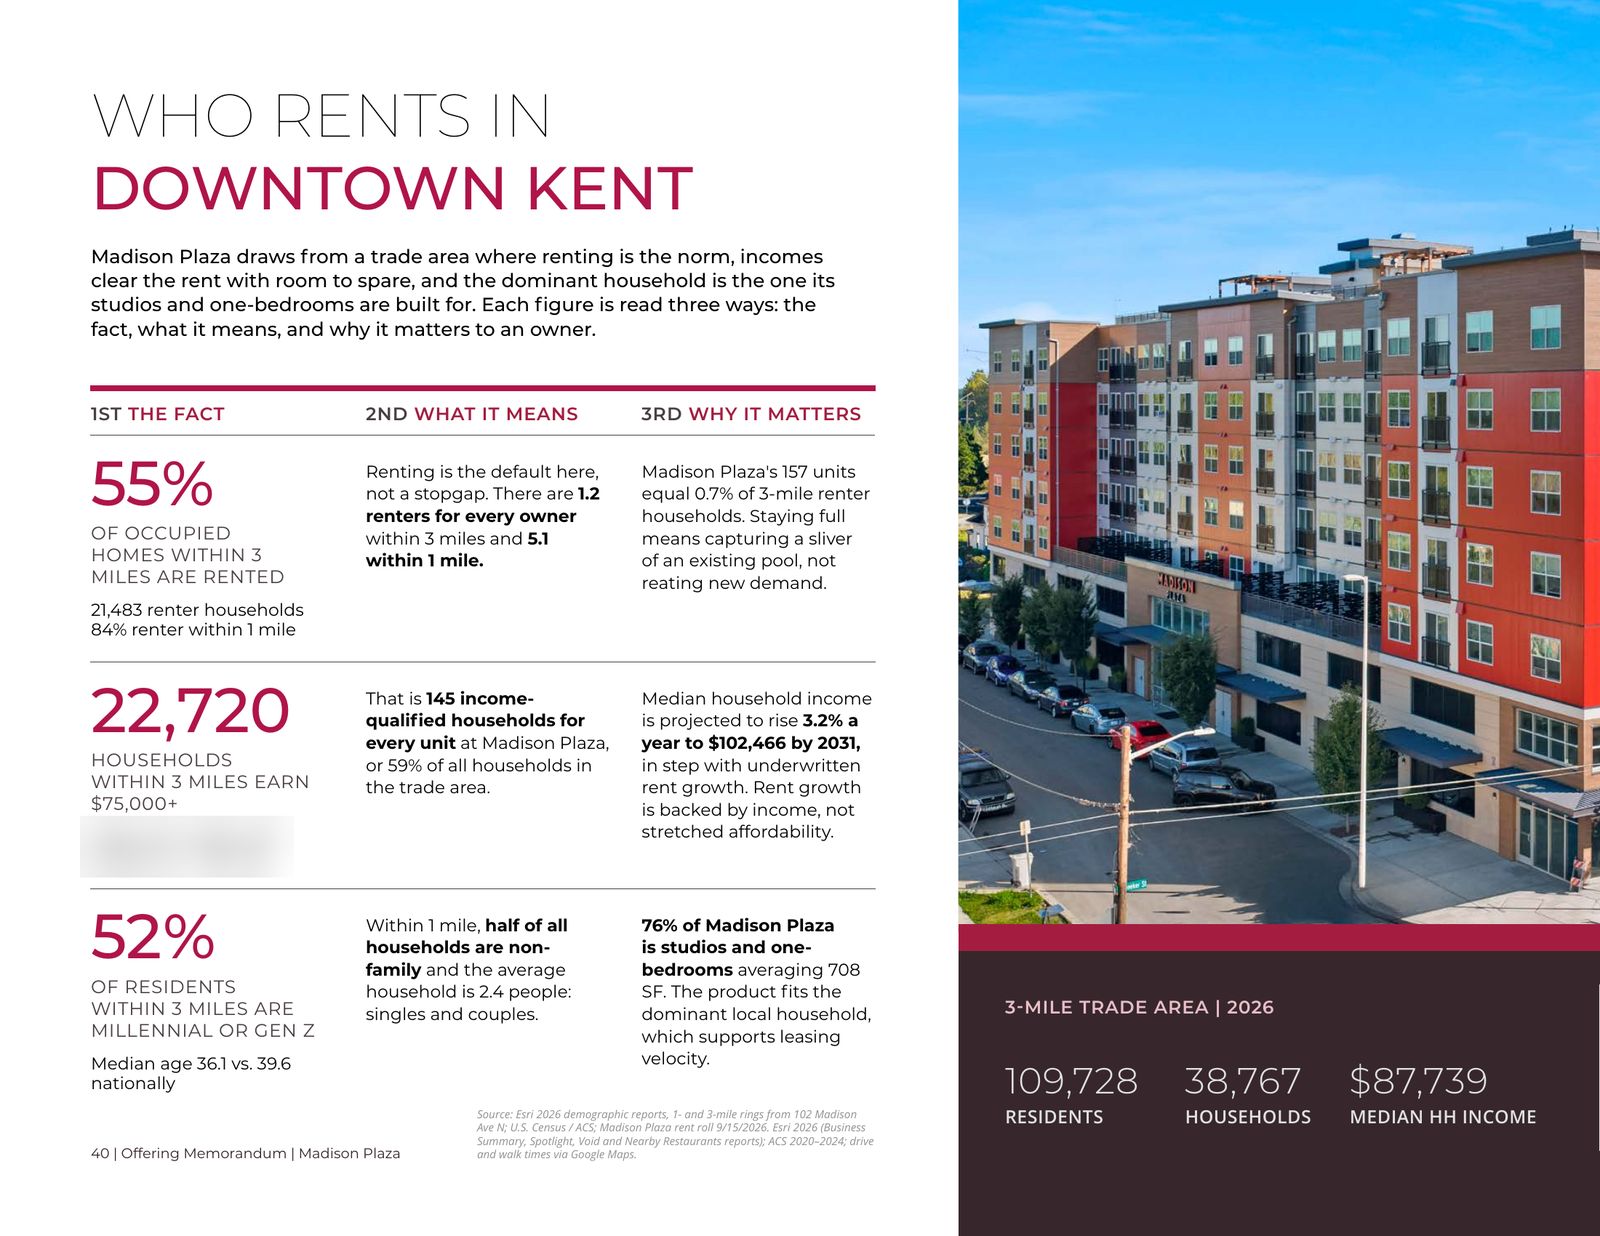 WHO RENTS IN
DOWNTOWN KENT
Madison Plaza draws from a trade area where renting is the norm, incomes
clear the rent with room to spare, and the dominant household is the one its
studios and one-bedrooms are built for. Each figure is read three ways: the
fact, what it means, and why it matters to an owner.
1ST THE FACT
2ND WHAT IT MEANS
3RD WHY IT MATTERS
55%
OF OCCUPIED
HOMES WITHIN 3
MILES ARE RENTED
21,483 renter households
84% renter within 1 mile
Renting is the default here,
not a stopgap. There are 1.2
renters for every owner
within 3 miles and 5.1
within 1 mile.
Madison Plaza's 157 units
equal 0.7% of 3-mile renter
households. Staying full
means capturing a sliver
of an existing pool, not
reating new demand.
22,720
HOUSEHOLDS
WITHIN 3 MILES EARN
$75,000+
That is 145 income-
qualified households for
every unit at Madison Plaza,
or 59% of all households in
the trade area.
Median household income
is projected to rise 3.2% a
year to $102,466 by 2031,
in step with underwritten
rent growth. Rent growth
is backed by income, not
stretched affordability.
52%
OF RESIDENTS
WITHIN 3 MILES ARE
MILLENNIAL OR GEN Z
Median age 36.1 vs. 39.6
nationally
Within 1 mile, half of all
households are non-
family and the average
household is 2.4 people:
singles and couples.
76% of Madison Plaza
is studios and one-
bedrooms averaging 708
SF. The product fits the
dominant local household,
which supports leasing
velocity.
Source: Esri 2026 demographic reports, 1- and 3-mile rings from 102 Madison
Ave N; U.S. Census / ACS; Madison Plaza rent roll 9/15/2026. Esri 2026 (Business
Summary, Spotlight, Void and Nearby Restaurants reports); ACS 2020–2024; drive
and walk times via Google Maps.
40 | Offering Memorandum | Madison Plaza
MADISON
PLAZA
3-MILE TRADE AREA | 2026
109,728
RESIDENTS
38,767
HOUSEHOLDS
$87,739
MEDIAN HH INCOME